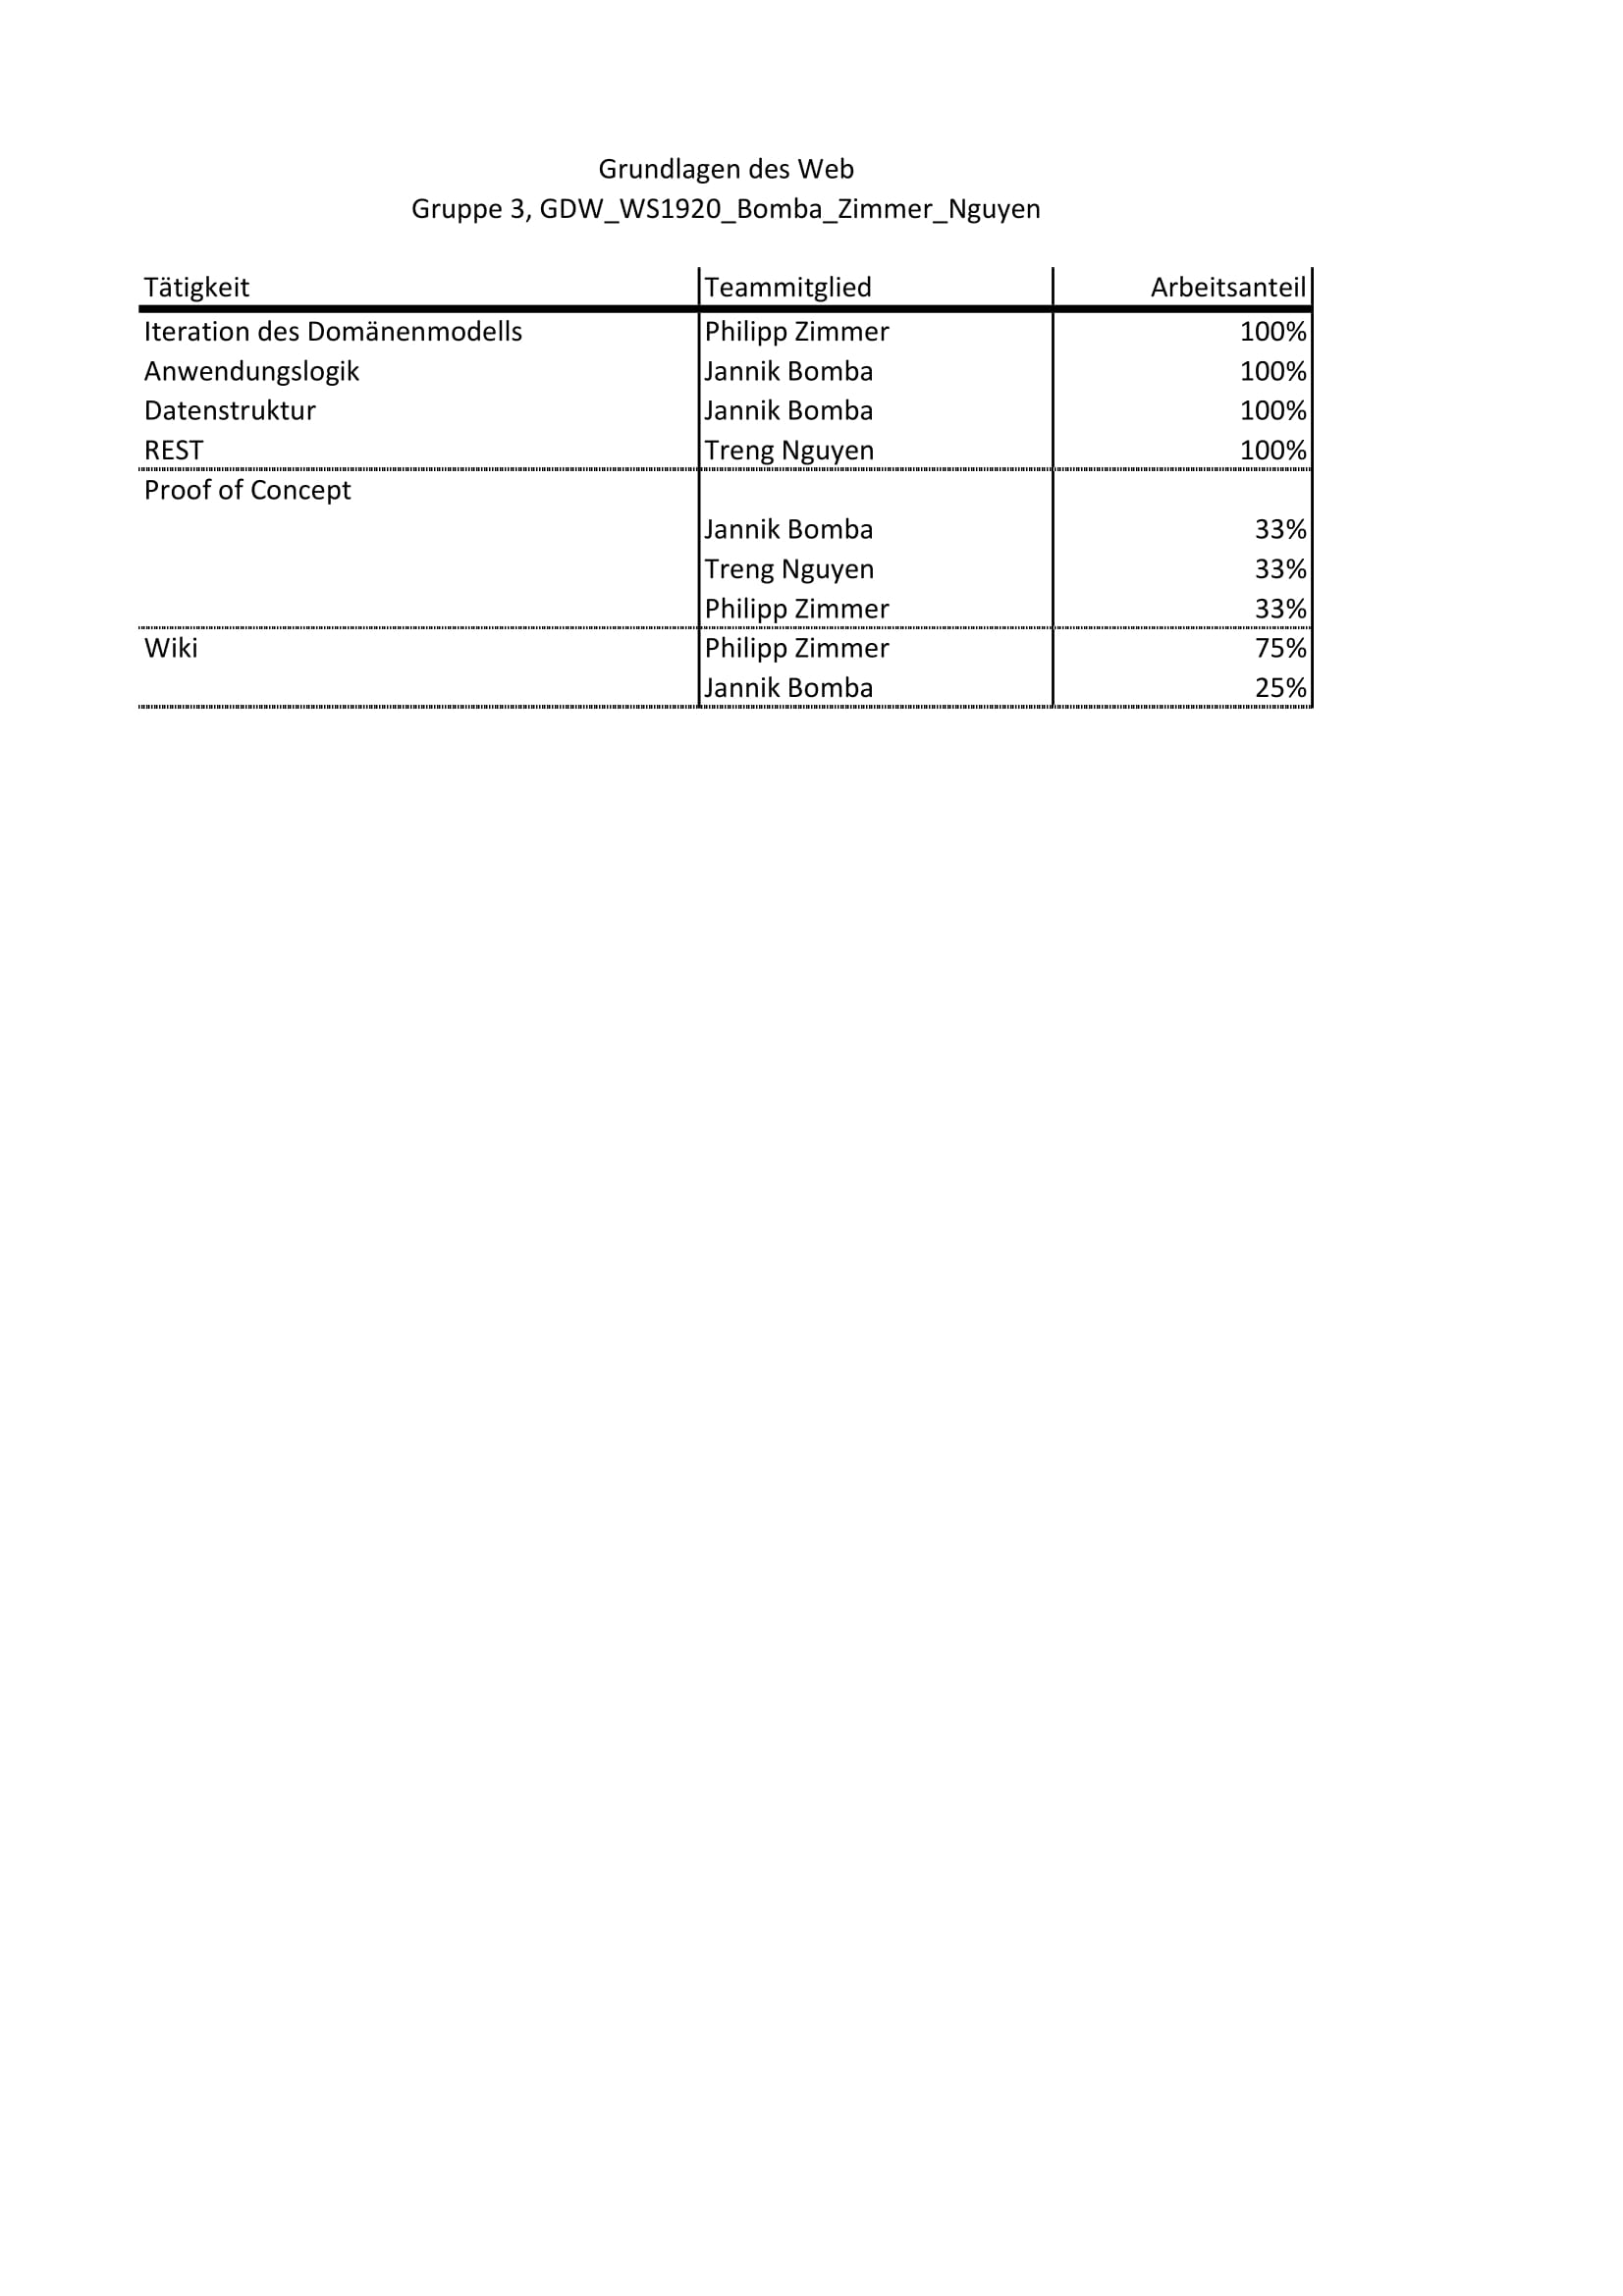 Grundlagen des Web
Gruppe 3, GDW_WS1920_Bomba_Zimmer_Nguyen
Tätigkeit Teammitglied Arbeitsanteil
Iteration des Domänenmodells Philipp Zimmer 100%
Anwendungslogik Jannik Bomba 100%
Datenstruktur Jannik Bomba 100%
REST Treng Nguyen 100%
Proof of Concept
Jannik Bomba 33%
Treng Nguyen 33%
Philipp Zimmer 33%
Wiki Philipp Zimmer 75%
Jannik Bomba 25%